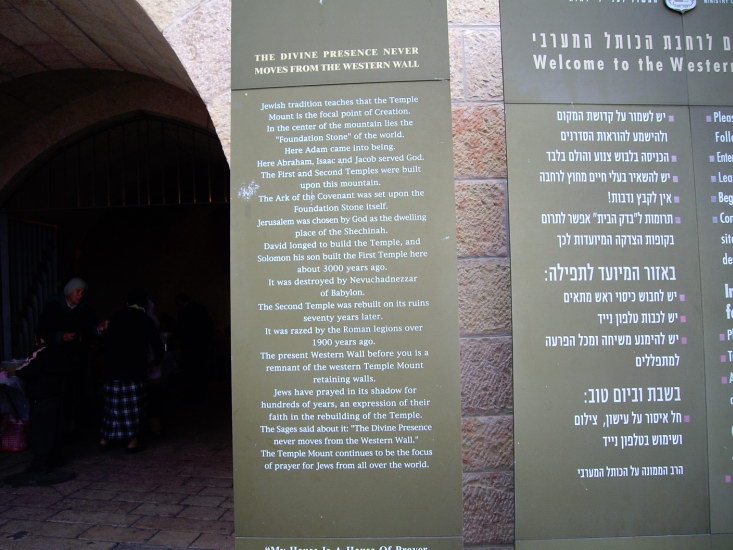 THE DIVINE PRESENCE NEVER
MOVES FROM THE WESTERN WALL
Jewish tradition teaches that the Temple
Mount is the focal point of Creation.
In the center of the mountain lies the
"Foundation Stone" of the world.
Here Adam came into being.
Here Abraham, Isaac and Jacob served God.
The First and Second Temples were built
upon this mountain.
The Ark of the Covenant was set upon the
Foundation Stone itself.
Jerusalem was chosen by God as the dwelling
place of the Shechinah.
David longed to build the Temple, and
Solomon his son built the First Temple here
about 3000 years ago.
It was destroyed by Nevuchadnezzar
of Babylon.
The Second Temple was rebuilt on its ruins
seventy years later.
It was razed by the Roman legions over
1900 years ago.
The present Western Wall before you is a
remnant of the western Temple Mount
retaining walls.
Jews have prayed in its shadow for
hundreds of years, an expression of their
faith in the rebuilding of the Temple.
The Sages said about it: "The Divine Presence
never moves from the Western Wall."
The Temple Mount continues to be the focus
of prayer for Jews from all over the world.
"My House Is A House Of Prayer
לרחבת הכותל המערבי
Welcome to the Western
יש לשמור על קדושת המקום
ולהישמע להוראות הסדרנים
הכניסה בלבוש צנוע והולם בלבד
יש להשאיר בעלי חיים מחוץ לרחבה
אין לקבץ נדבות!
תרומות ל"בדק הבית" אפשר לתרום
בקופות הצדקה המיועדות לכך
באזור המיועד לתפילה:
יש לחבוש כיסוי ראש מתאים
יש לכבות טלפון נייד
יש להימנע משיחה ומכל הפרעה
למתפללים
בשבת וביום טוב:
חל איסור על עישון, צילום
ושימוש בטלפון נייד
הרב הממונה על הכותל המערבי